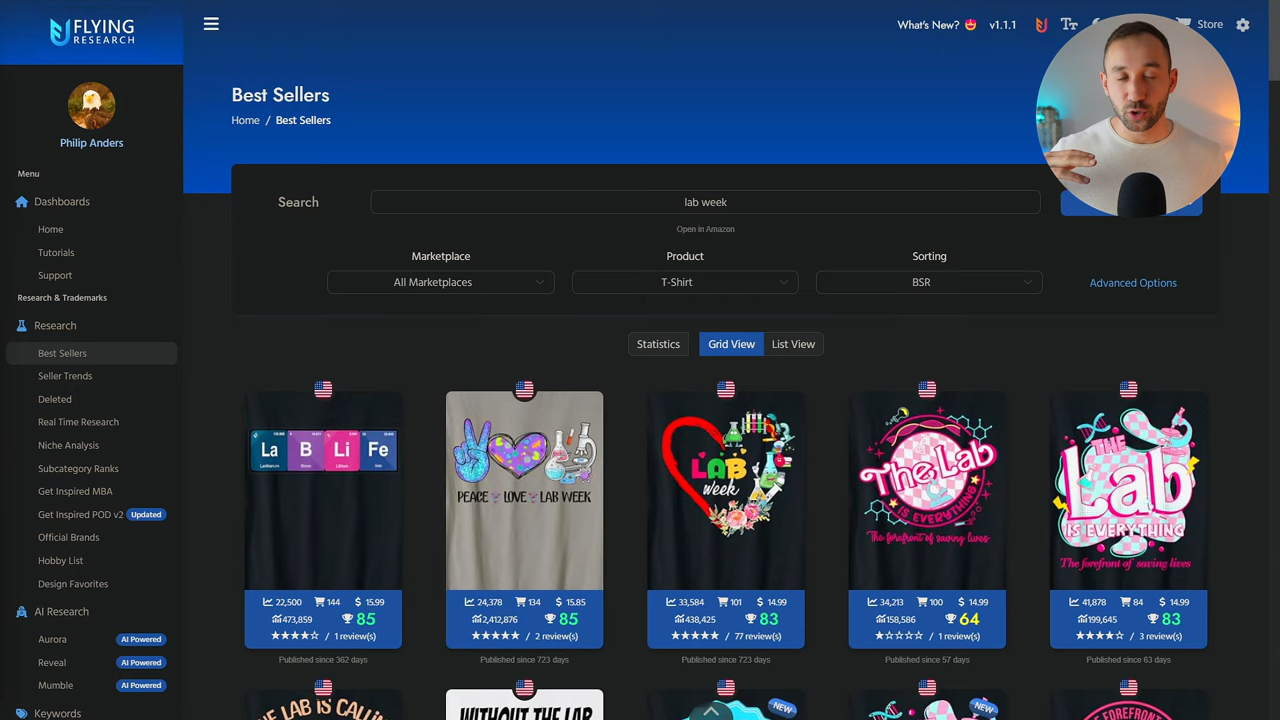 FLYING
RESEARCH
What's New?
v1.1.1
Store
Philip Anders
Menu
Dashboards
Home
Tutorials
Support
Research & Trademarks
Research
Best Sellers
Seller Trends
Deleted
Real Time Research
Niche Analysis
Subcategory Ranks
Get Inspired MBA
Get Inspired POD v2 Updated
Official Brands
Hobby List
Design Favorites
AI Research
Aurora AI Powered
Reveal AI Powered
Mumble AI Powered
Keywords
Best Sellers
Home / Best Sellers
Search
lab week
Open in Amazon
Marketplace Product Sorting
All Marketplaces T-Shirt BSR Advanced Options
Statistics Grid View List View
La B Li Fe
22,500 144 $ 15.99
473,859 85
1 review(s)
Published since 362 days
PEACE LOVE LAB WEEK
24,378 134 $ 15.85
2,412,876 85
2 review(s)
Published since 723 days
LAB
week
33,584 101 $ 14.99
438,425 83
77 review(s)
Published since 723 days
The Lab
IS EVERYTHING
The forefront of saving lives
34,213 100 $ 14.99
158,586 64
1 review(s)
Published since 57 days
THE
Lab
IS EVERYTHING
The forefront of saving lives
41,878 84 $ 14.99
199,645 83
3 review(s)
Published since 63 days
THE LAB IS CALLING
WITHOUT THE LAB
NEW
NEW
FOREFRONT